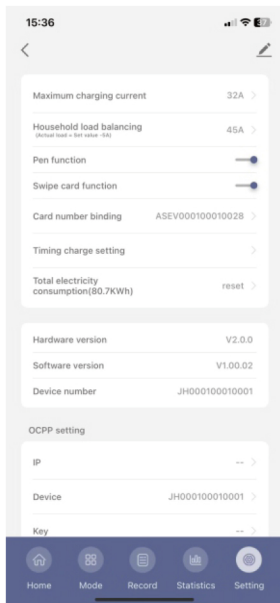 15:36
37
Maximum charging current 32A
Household load balancing 45A
(Actual load = Set value -5A)
Pen function
Swipe card function
Card number binding ASEV000100010028
Timing charge setting
Total electricity
consumption(80.7KWh) reset
Hardware version V2.0.0
Software version V1.00.02
Device number JH000100010001
OCPP setting
IP --
Device JH000100010001
Key --
Home Mode Record Statistics Setting